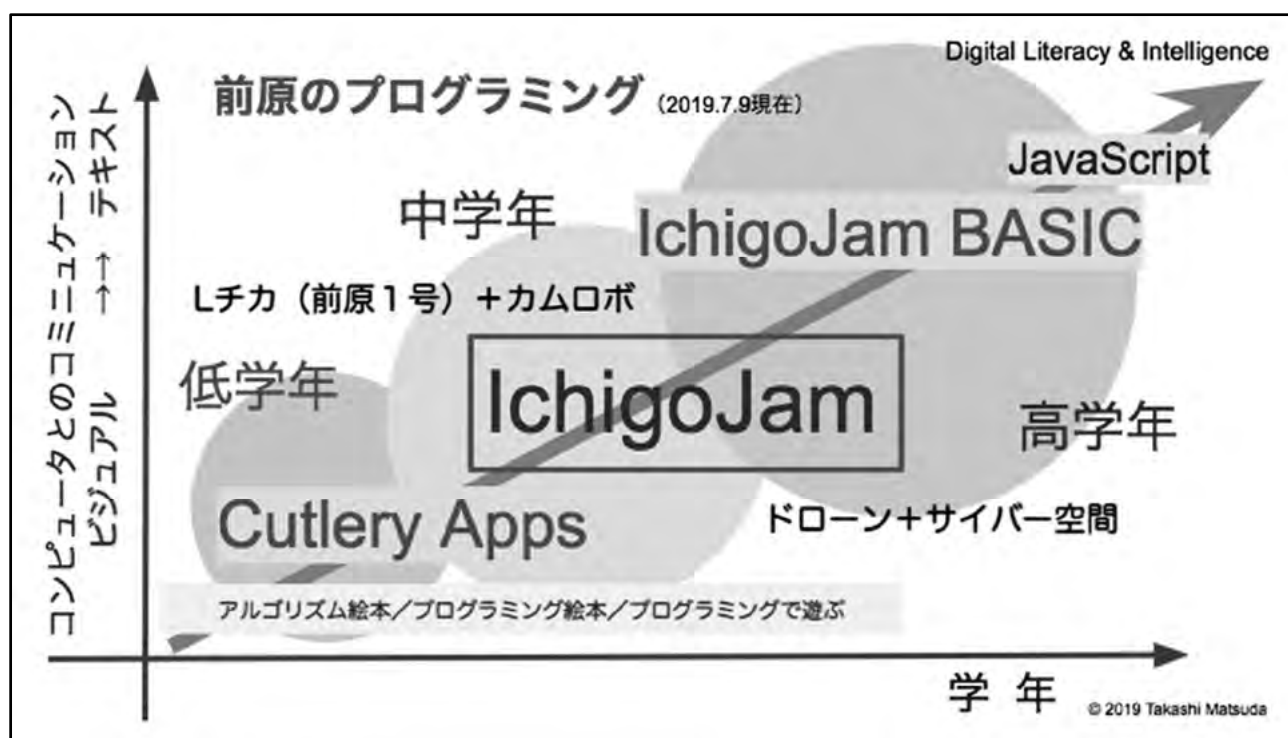 Digital Literacy & Intelligence
前原のプログラミング（2019.7.9現在）
コンピュータとのコミニュケーション
ビジュアル →→ テキスト
JavaScript
中学年
IchigoJam BASIC
Lチカ（前原１号）＋カムロボ
低学年
IchigoJam
高学年
Cutlery Apps
ドローン＋サイバー空間
アルゴリズム絵本／プログラミング絵本／プログラミングで遊ぶ
学 年
© 2019 Takashi Matsuda